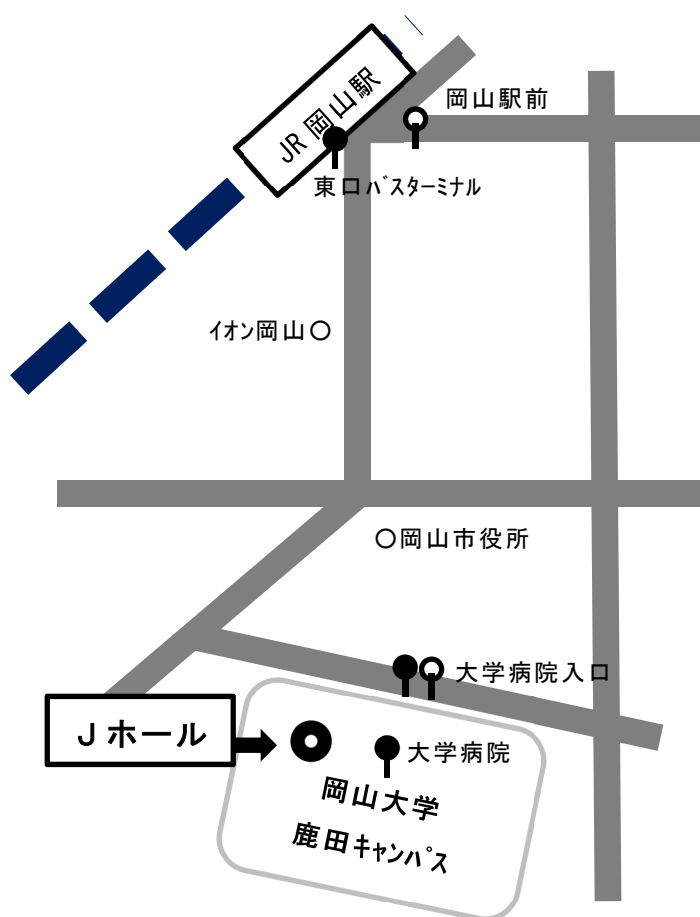 岡山駅前
JR 岡山駅
東口ﾊﾞｽﾀｰﾐﾅﾙ
ｲｵﾝ岡山○
○岡山市役所
大学病院入口
Jホール
大学病院
岡山大学
鹿田ｷｬﾝﾊﾟｽ